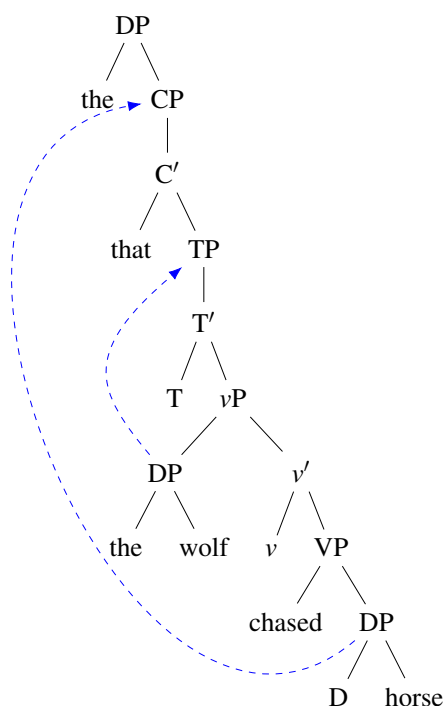 DP
the CP
C′
that TP
T′
T vP
DP v′
the wolf v VP
chased DP
D horse